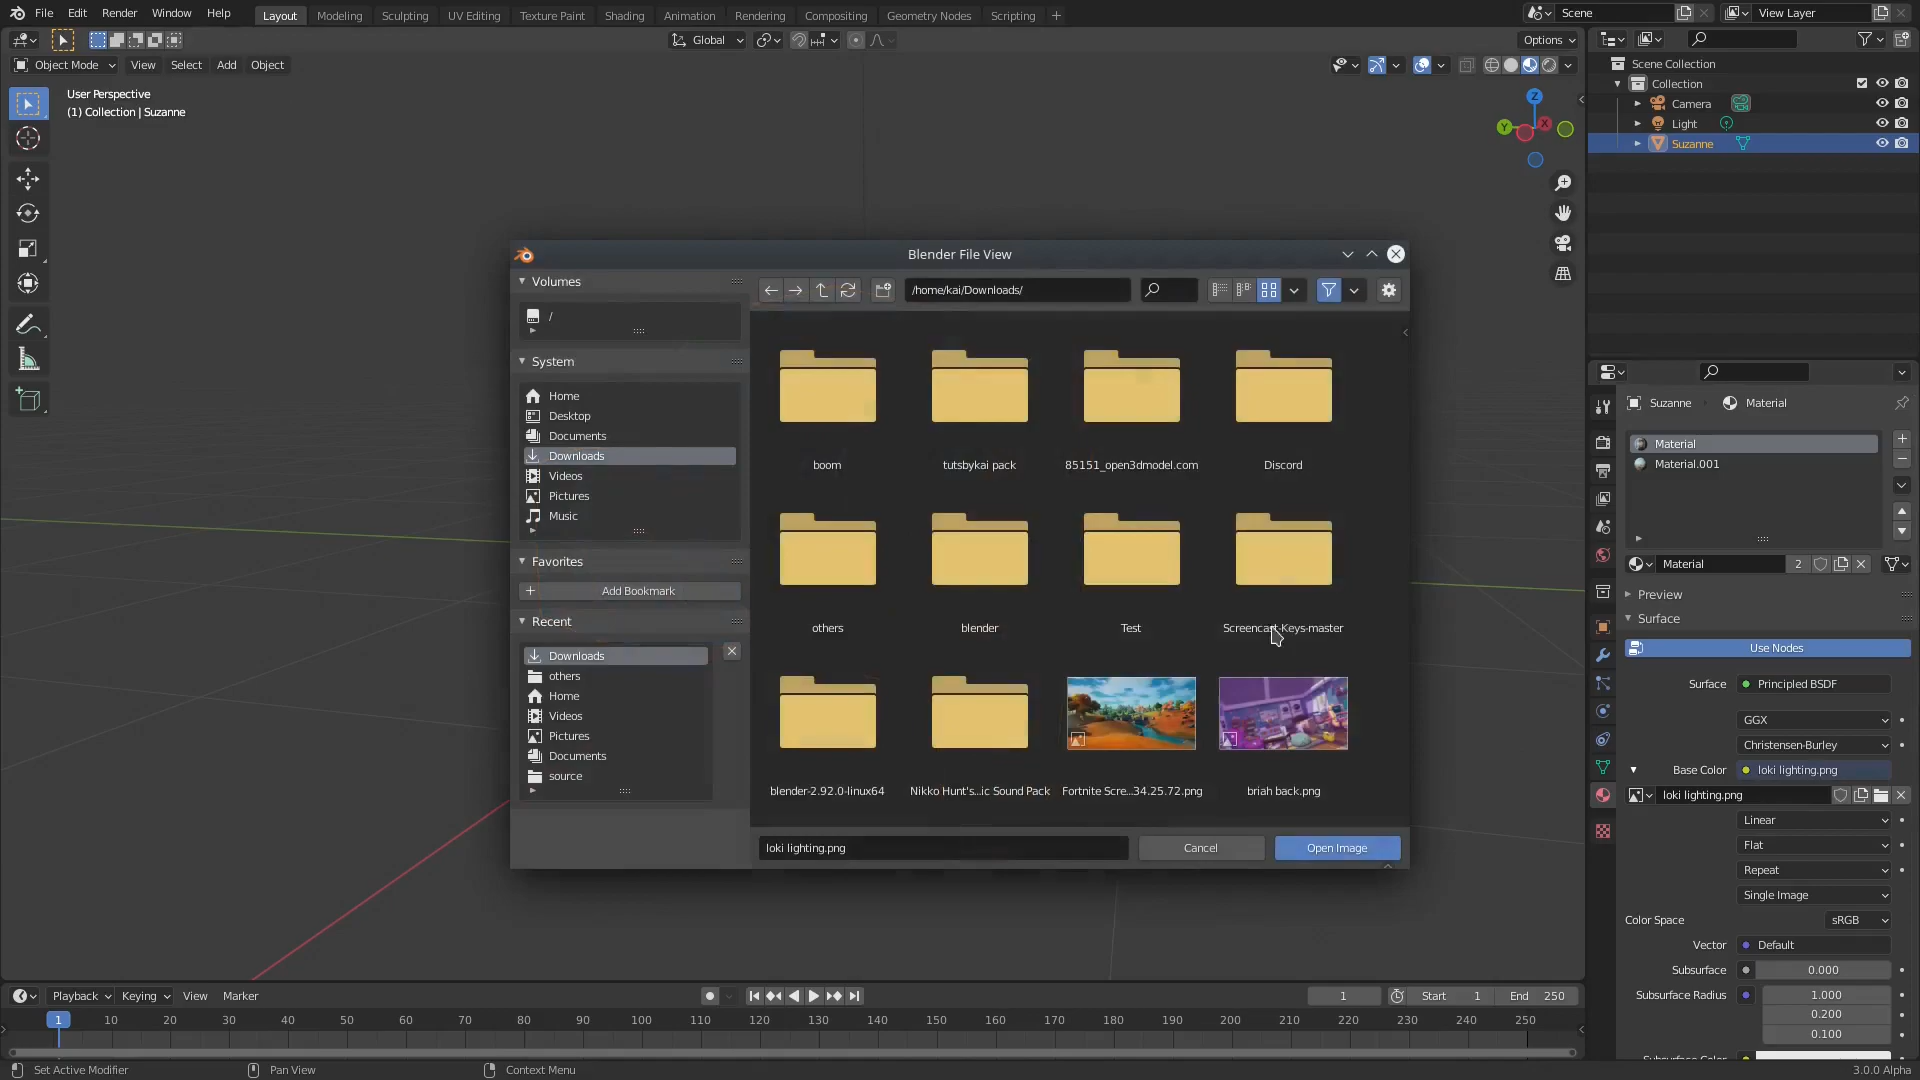 File Edit Render Window Help
Layout Modeling Sculpting UV Editing Texture Paint Shading Animation Rendering Compositing Geometry Nodes Scripting +
Scene
View Layer
Global
Options
Object Mode View Select Add Object
User Perspective
(1) Collection | Suzanne
Z
Y
X
Scene Collection
Collection
Camera
Light
Suzanne
Blender File View
Volumes
/
System
Home
Desktop
Documents
Downloads
Videos
Pictures
Music
Favorites
+ Add Bookmark
Recent
Downloads
others
Home
Videos
Pictures
Documents
source
/home/kai/Downloads/
boom
tutsbykai pack
85151_open3dmodel.com
Discord
others
blender
Test
Screencast-Keys-master
blender-2.92.0-linux64
Nikko Hunt's...ic Sound Pack
Fortnite Scre...34.25.72.png
briah back.png
loki lighting.png
Cancel
Open Image
Suzanne
Material
Material
Material.001
Material
2
Preview
Surface
Use Nodes
Surface
Principled BSDF
GGX
Christensen-Burley
Base Color
loki lighting.png
loki lighting.png
Linear
Flat
Repeat
Single Image
Color Space
sRGB
Vector
Default
Subsurface
0.000
Subsurface Radius
1.000
0.200
0.100
Subsurface Color
Playback Keying View Marker
1
Start 1
End 250
1 10 20 30 40 50 60 70 80 90 100 110 120 130 140 150 160 170 180 190 200 210 220 230 240 250
Set Active Modifier
Pan View
Context Menu
3.0.0 Alpha